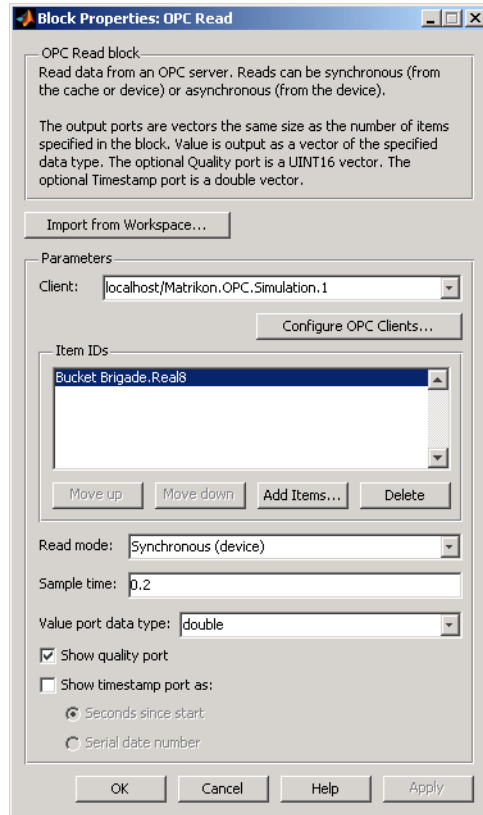 Block Properties: OPC Read
OPC Read block
Read data from an OPC server. Reads can be synchronous (from
the cache or device) or asynchronous (from the device).
The output ports are vectors the same size as the number of items
specified in the block. Value is output as a vector of the specified
data type. The optional Quality port is a UINT16 vector. The
optional Timestamp port is a double vector.
Import from Workspace...
Parameters
Client: localhost/Matrikon.OPC.Simulation.1
Configure OPC Clients...
Item IDs
Bucket Brigade.Real8
Move up Move down Add Items... Delete
Read mode: Synchronous (device)
Sample time: 0.2
Value port data type: double
Show quality port
Show timestamp port as:
Seconds since start
Serial date number
OK Cancel Help Apply